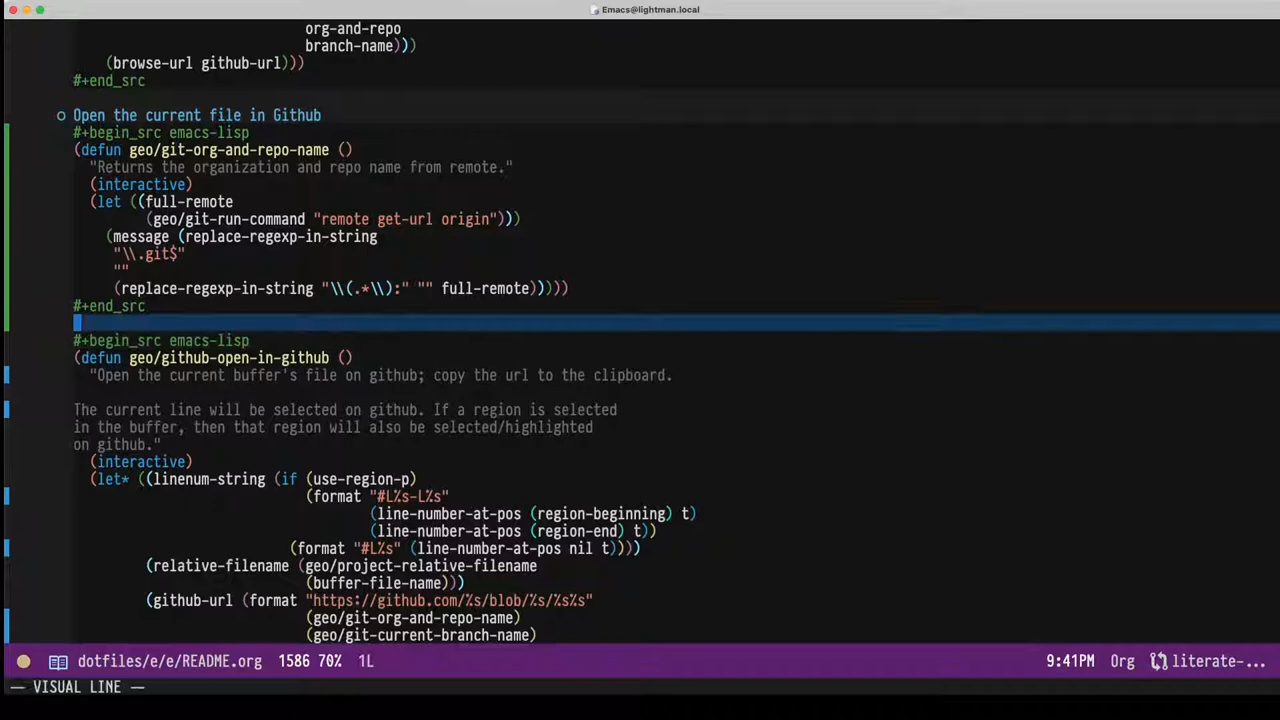 Emacs@lightman.local
org-and-repo
branch-name)))
(browse-url github-url)))
#+end_src
Open the current file in Github
#+begin_src emacs-lisp
(defun geo/git-org-and-repo-name ()
"Returns the organization and repo name from remote."
(interactive)
(let ((full-remote
(geo/git-run-command "remote get-url origin")))
(message (replace-regexp-in-string
"\\.git$"
""
(replace-regexp-in-string "\\(.*\\):" "" full-remote)))))
#+end_src
#+begin_src emacs-lisp
(defun geo/github-open-in-github ()
"Open the current buffer's file on github; copy the url to the clipboard.
The current line will be selected on github. If a region is selected
in the buffer, then that region will also be selected/highlighted
on github."
(interactive)
(let* ((linenum-string (if (use-region-p)
(format "#L%s-L%s"
(line-number-at-pos (region-beginning) t)
(line-number-at-pos (region-end) t))
(format "#L%s" (line-number-at-pos nil t))))
(relative-filename (geo/project-relative-filename
(buffer-file-name)))
(github-url (format "https://github.com/%s/blob/%s/%s%s"
(geo/git-org-and-repo-name)
(geo/git-current-branch-name)
dotfiles/e/e/README.org 1586 70% 1L 9:41PM Org literate-...
— VISUAL LINE —